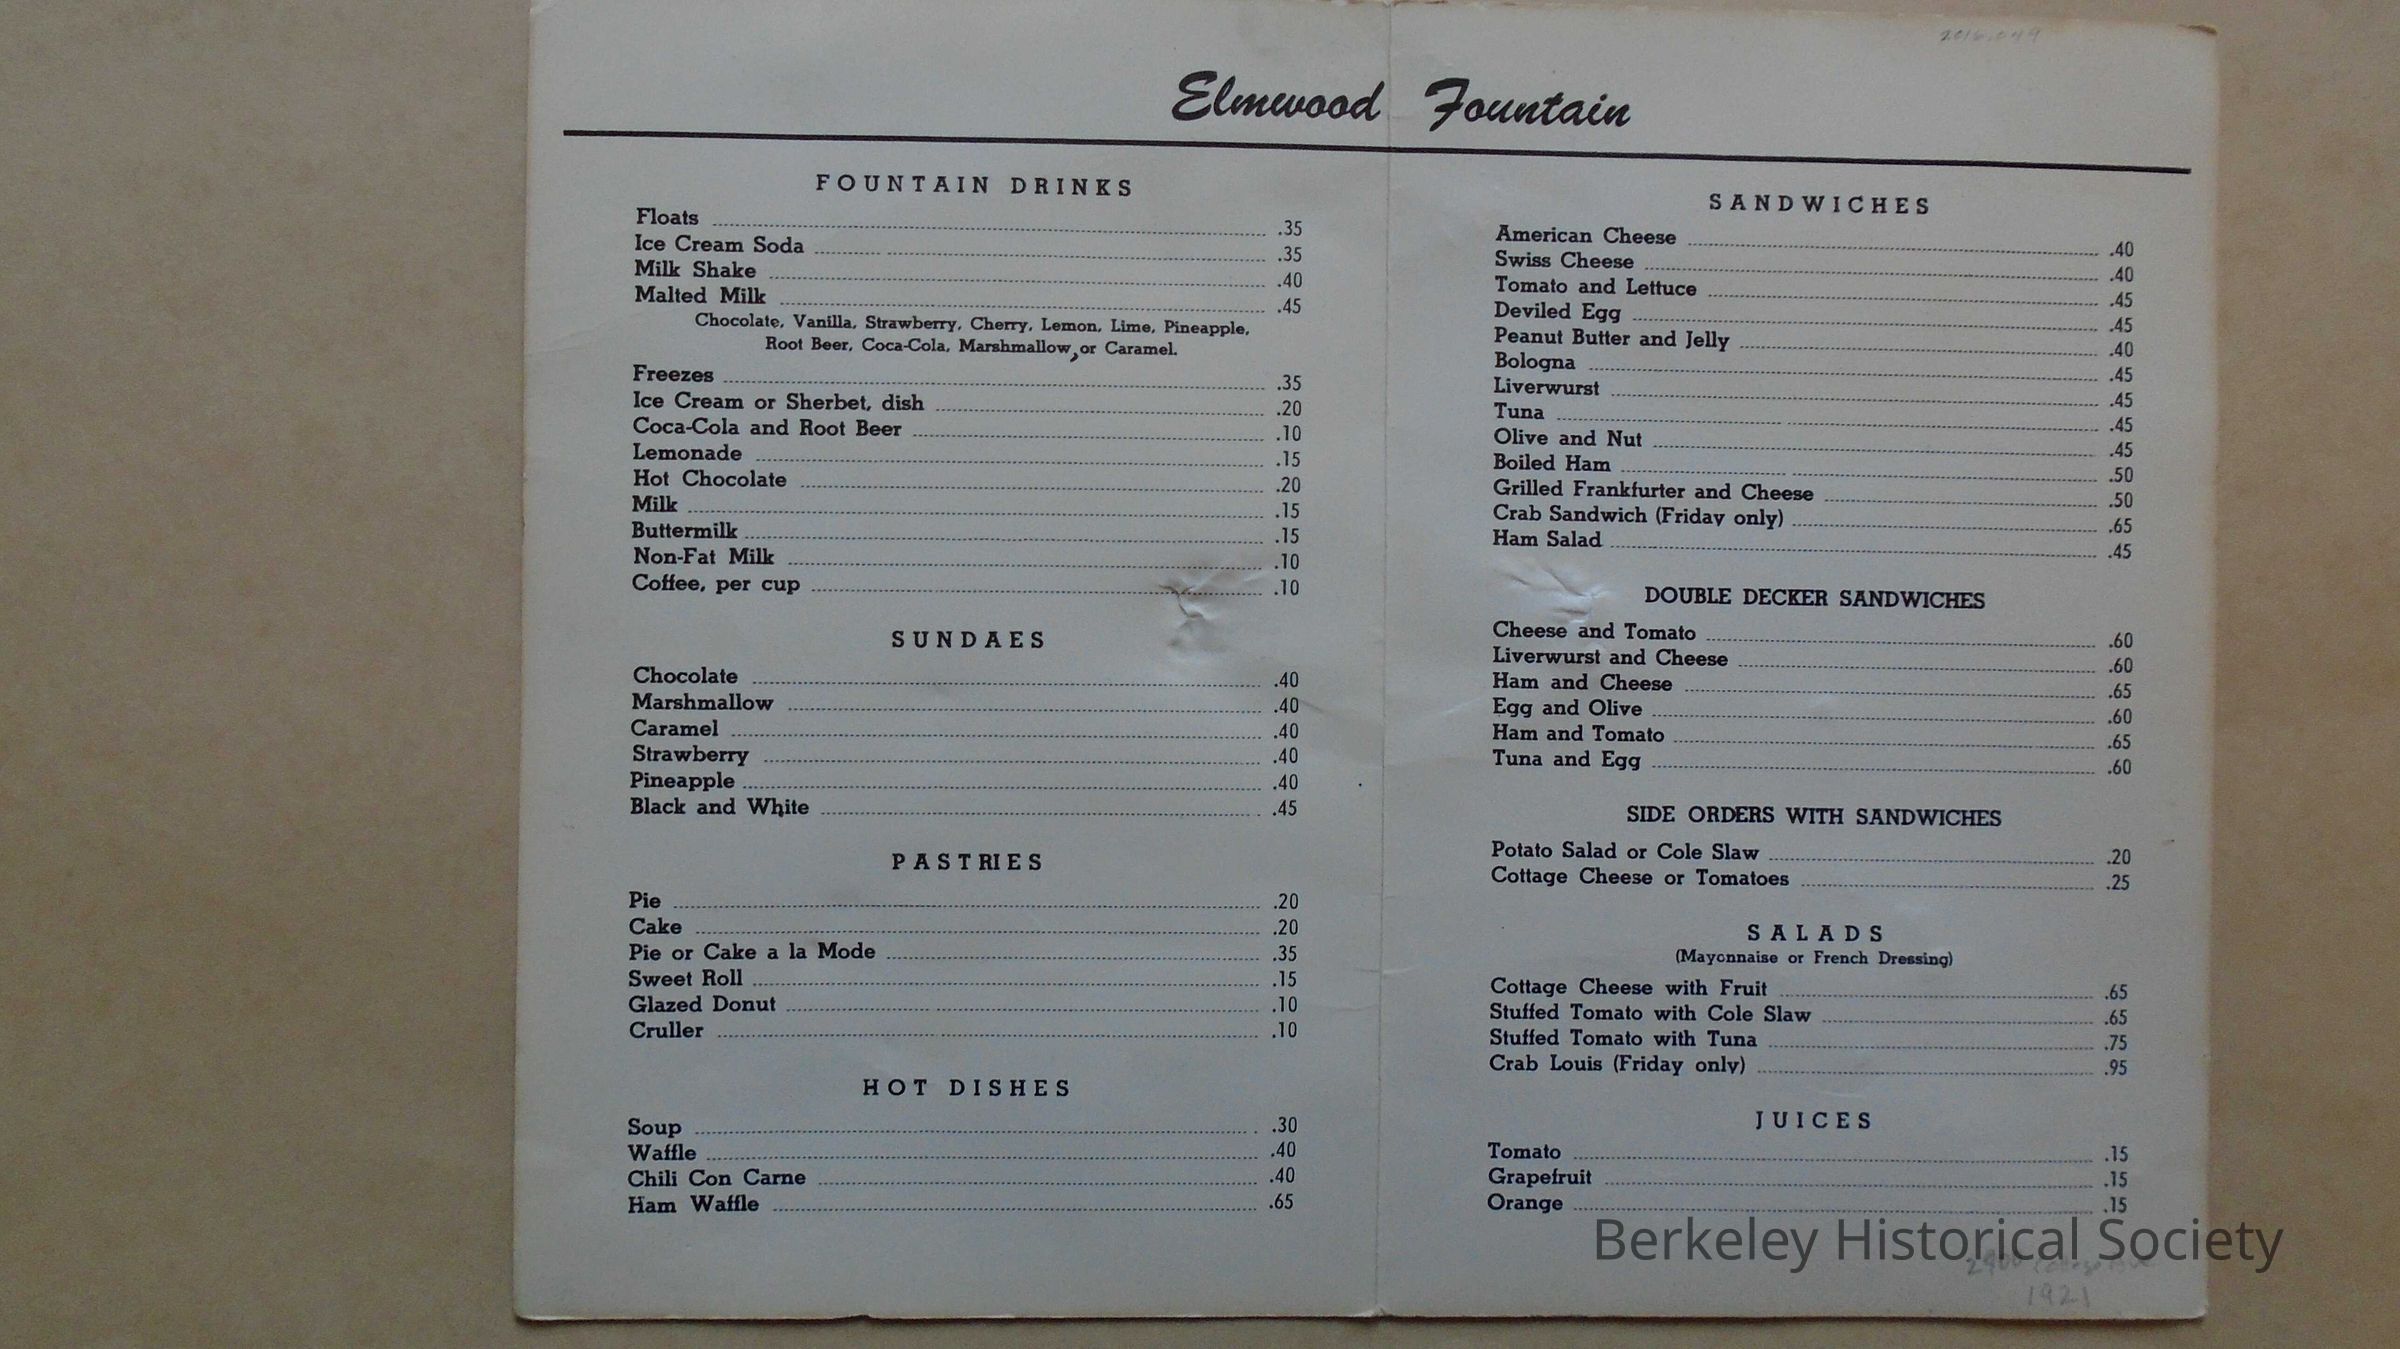 2016.049
Elmwood Fountain
FOUNTAIN DRINKS
Floats .35
Ice Cream Soda .35
Milk Shake .40
Malted Milk .45
Chocolate, Vanilla, Strawberry, Cherry, Lemon, Lime, Pineapple,
Root Beer, Coca-Cola, Marshmallow, or Caramel.
Freezes .35
Ice Cream or Sherbet, dish .20
Coca-Cola and Root Beer .10
Lemonade .15
Hot Chocolate .20
Milk .15
Buttermilk .15
Non-Fat Milk .10
Coffee, per cup .10
SUNDAES
Chocolate .40
Marshmallow .40
Caramel .40
Strawberry .40
Pineapple .40
Black and White .45
PASTRIES
Pie .20
Cake .20
Pie or Cake a la Mode .35
Sweet Roll .15
Glazed Donut .10
Cruller .10
HOT DISHES
Soup .30
Waffle .40
Chili Con Carne .40
Ham Waffle .65
SANDWICHES
American Cheese .40
Swiss Cheese .40
Tomato and Lettuce .45
Deviled Egg .45
Peanut Butter and Jelly .40
Bologna .45
Liverwurst .45
Tuna .45
Olive and Nut .45
Boiled Ham .50
Grilled Frankfurter and Cheese .50
Crab Sandwich (Friday only) .65
Ham Salad .45
DOUBLE DECKER SANDWICHES
Cheese and Tomato .60
Liverwurst and Cheese .60
Ham and Cheese .65
Egg and Olive .60
Ham and Tomato .65
Tuna and Egg .60
SIDE ORDERS WITH SANDWICHES
Potato Salad or Cole Slaw .20
Cottage Cheese or Tomatoes .25
SALADS
(Mayonnaise or French Dressing)
Cottage Cheese with Fruit .65
Stuffed Tomato with Cole Slaw .65
Stuffed Tomato with Tuna .75
Crab Louis (Friday only) .95
JUICES
Tomato .15
Grapefruit .15
Orange .15
Berkeley Historical Society
1921